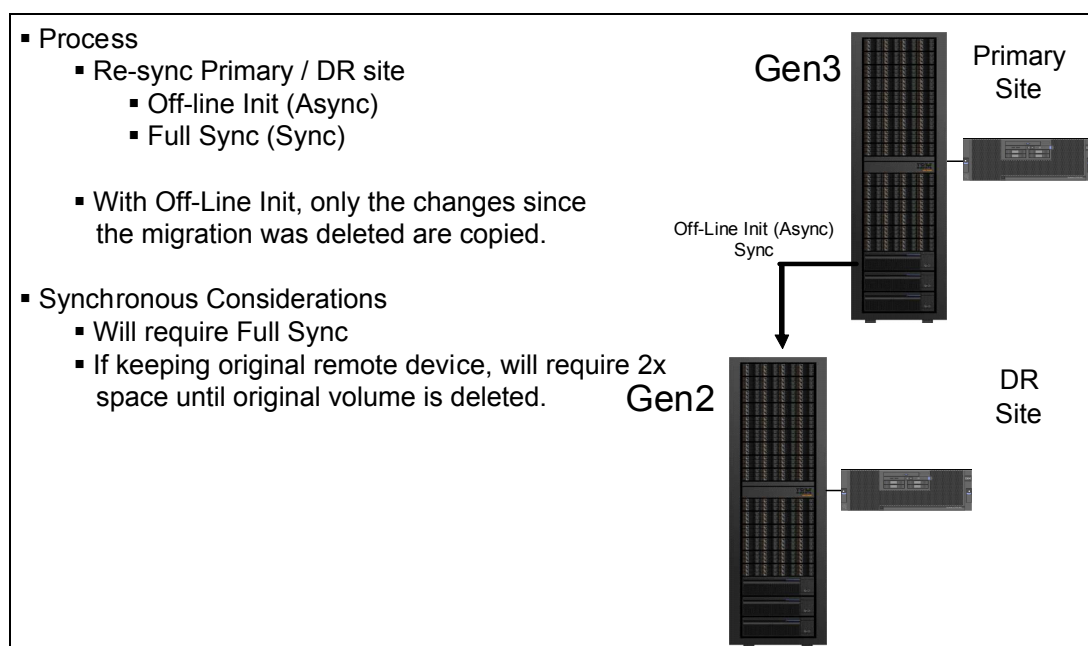 ▪ Process
▪ Re-sync Primary / DR site
▪ Off-line Init (Async)
▪ Full Sync (Sync)
▪ With Off-Line Init, only the changes since
the migration was deleted are copied.
▪ Synchronous Considerations
▪ Will require Full Sync
▪ If keeping original remote device, will require 2x
space until original volume is deleted.
Gen3
Primary
Site
IBM
Off-Line Init (Async)
Sync
Gen2
DR
Site
IBM